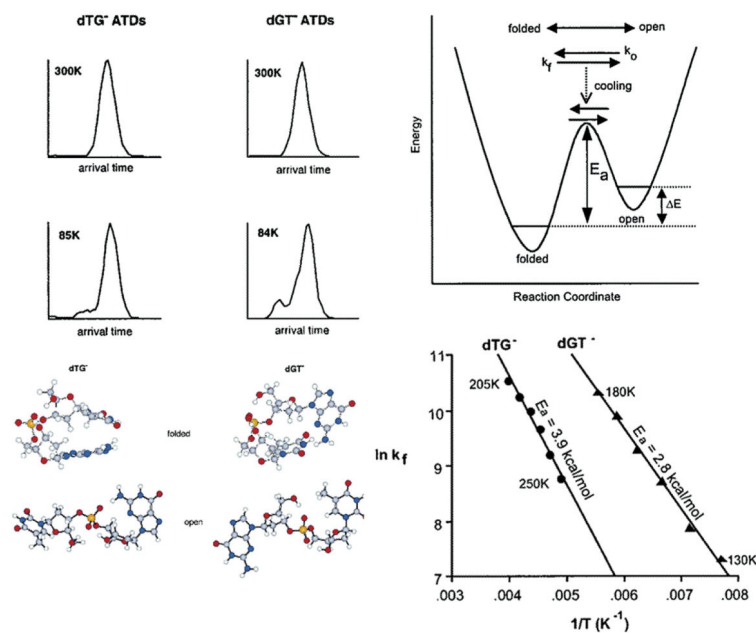 dTG⁻ ATDs
dGT⁻ ATDs
300K
arrival time
300K
arrival time
85K
arrival time
84K
arrival time
dTG⁻
dGT⁻
folded
open
folded
open
k_f
k_o
cooling
Energy
E_a
ΔE
open
folded
Reaction Coordinate
dTG⁻
dGT⁻
11
10
9
8
7
ln k_f
205K
250K
E_a = 3.9 kcal/mol
180K
130K
E_a = 2.8 kcal/mol
.003
.004
.005
.006
.007
.008
1/T (K⁻¹)